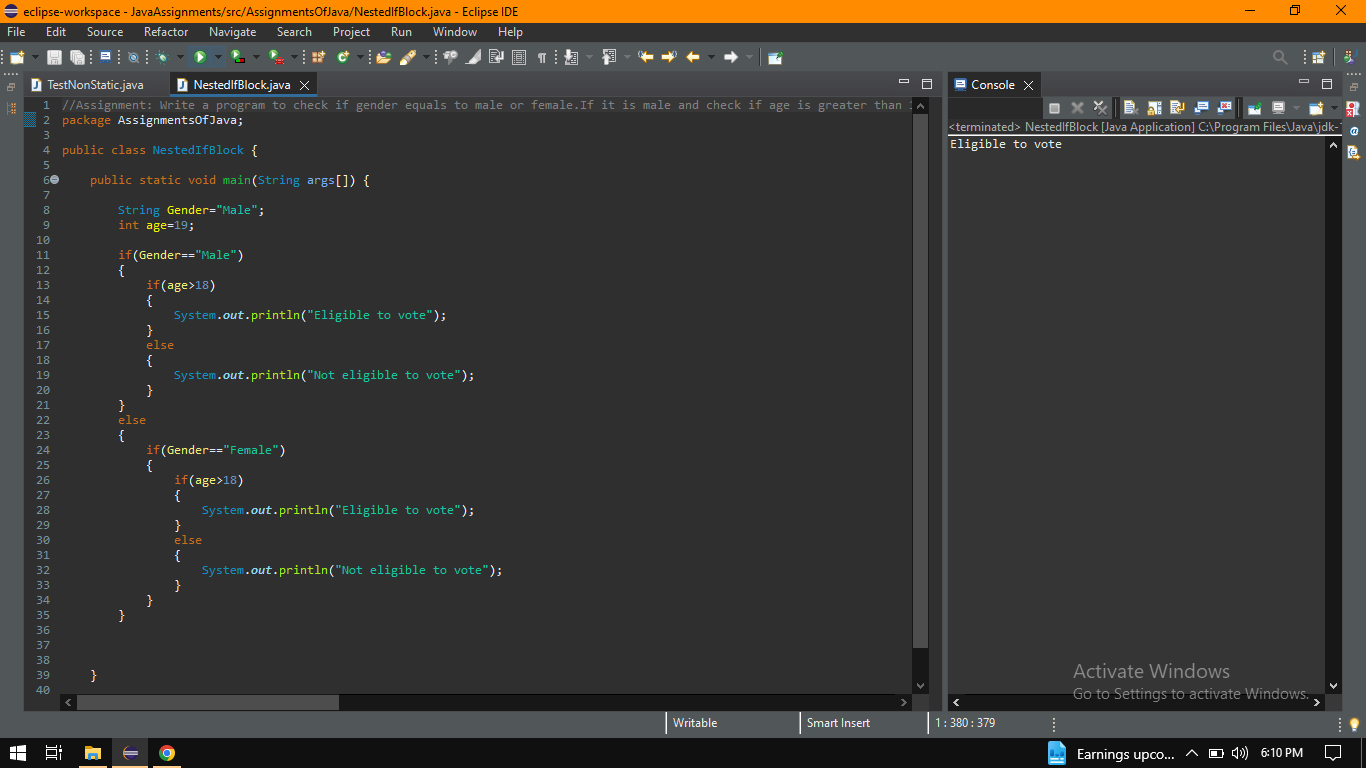 eclipse-workspace - JavaAssignments/src/AssignmentsOfJava/NestedIfBlock.java - Eclipse IDE
File Edit Source Refactor Navigate Search Project Run Window Help
TestNonStatic.java NestedIfBlock.java
1 //Assignment: Write a program to check if gender equals to male or female.If it is male and check if age is greater than
2 package AssignmentsOfJava;
3
4 public class NestedIfBlock {
5
6 public static void main(String args[]) {
7
8 String Gender="Male";
9 int age=19;
10
11 if(Gender=="Male")
12 {
13 if(age>18)
14 {
15 System.out.println("Eligible to vote");
16 }
17 else
18 {
19 System.out.println("Not eligible to vote");
20 }
21 }
22 else
23 {
24 if(Gender=="Female")
25 {
26 if(age>18)
27 {
28 System.out.println("Eligible to vote");
29 }
30 else
31 {
32 System.out.println("Not eligible to vote");
33 }
34 }
35 }
36
37
38
39 }
40
Console
<terminated> NestedIfBlock [Java Application] C:\Program Files\Java\jdk-
Eligible to vote
Activate Windows
Go to Settings to activate Windows.
Writable Smart Insert 1 : 380 : 379
Earnings upco... 6:10 PM